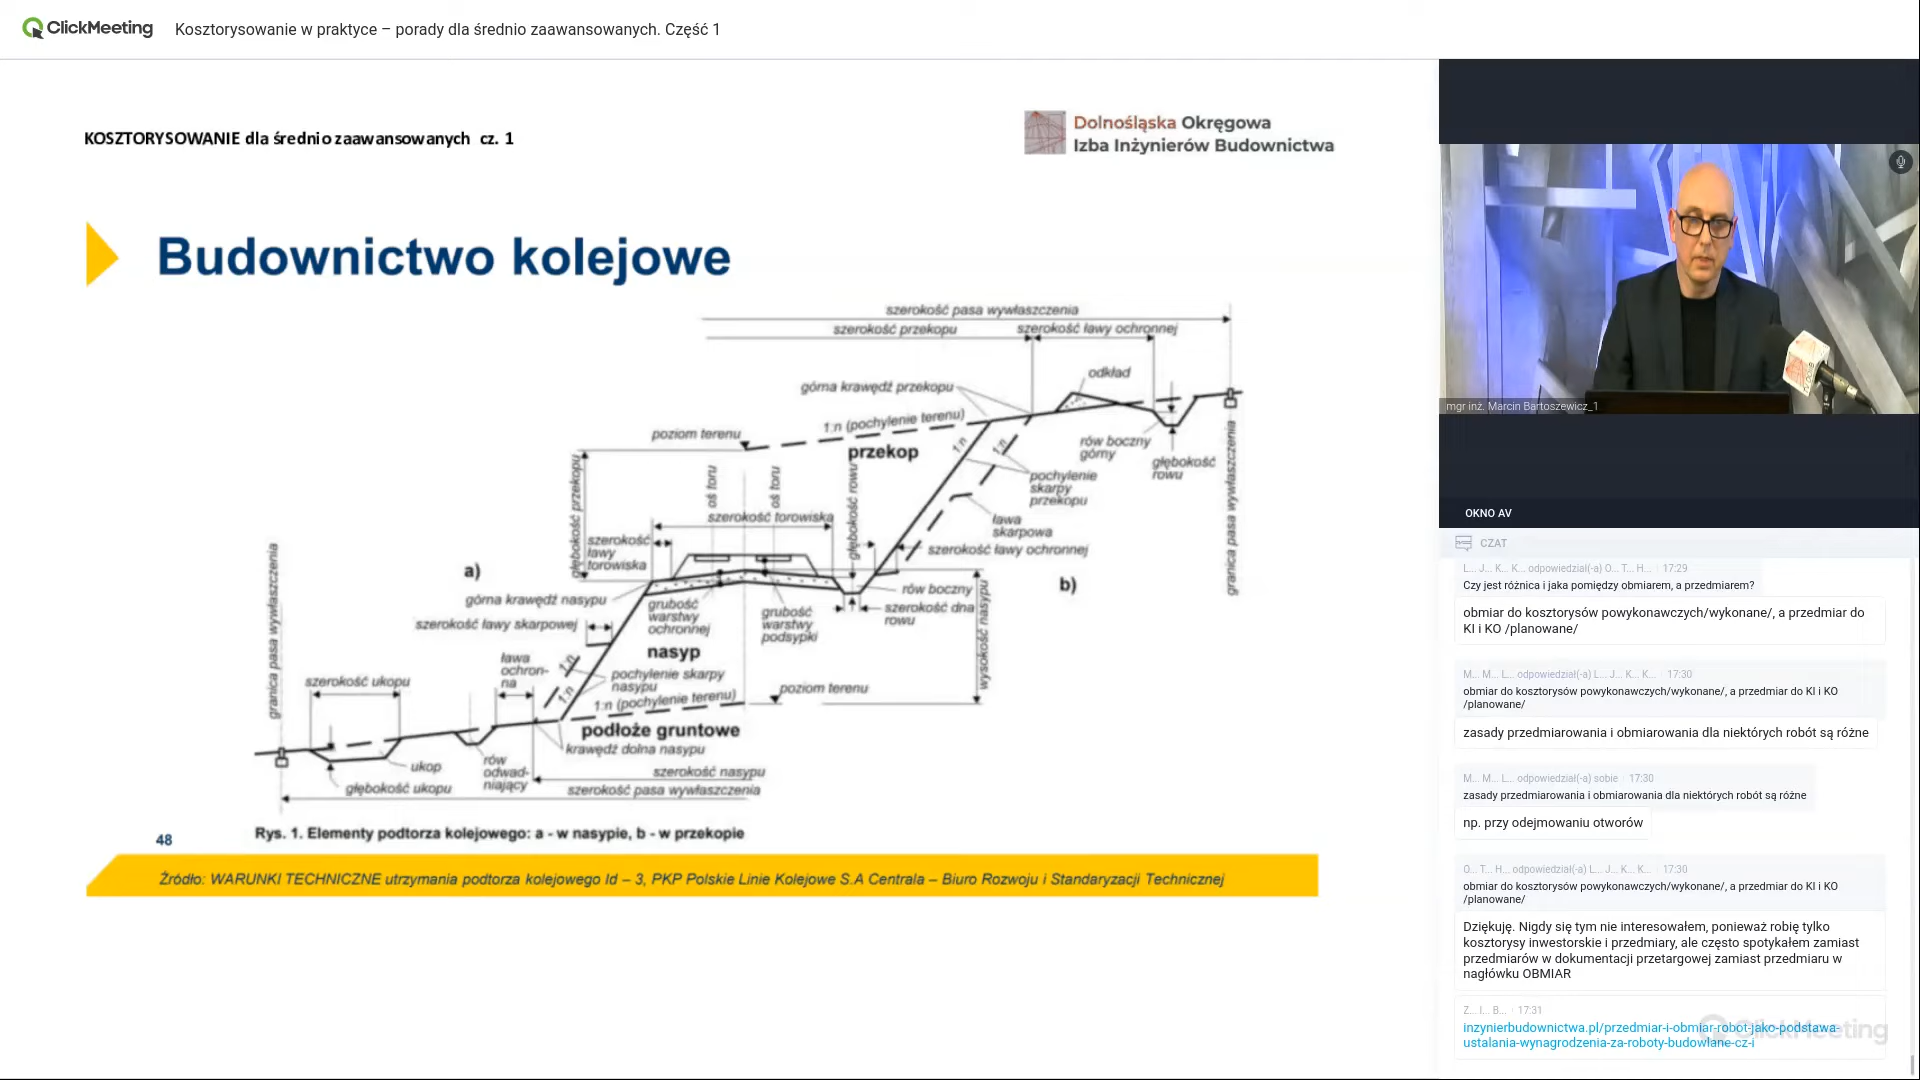 ClickMeeting
Kosztorysowanie w praktyce – porady dla średnio zaawansowanych. Część 1
KOSZTORYSOWANIE dla średnio zaawansowanych cz. 1
Dolnośląska Okręgowa
Izba Inżynierów Budownictwa
Budownictwo kolejowe
szerokość pasa wywłaszczenia
szerokość przekopu
szerokość ławy ochronnej
odkład
górna krawędź przekopu
1:n (pochylenie terenu)
poziom terenu
przekop
1:n
1:n
rów boczny
górny
głębokość
rowu
granica pasa wywłaszczenia
pochylenie
skarpy
przekopu
głębokość przekopu
oś toru
oś toru
głębokość rowu
szerokość torowiska
ława
skarpowa
szerokość
ławy
torowiska
szerokość ławy ochronnej
a)
b)
górna krawędź nasypu
grubość
warstwy
ochronnej
grubość
warstwy
podsypki
rów boczny
szerokość dna
rowu
szerokość ławy skarpowej
nasyp
wysokość nasypu
granica pasa wywłaszczenia
ława
ochron-
na
1:n
1:n
pochylenie skarpy
nasypu
szerokość ukopu
1:n (pochylenie terenu)
poziom terenu
podłoże gruntowe
krawędź dolna nasypu
rów
odwad-
niający
ukop
głębokość ukopu
szerokość nasypu
szerokość pasa wywłaszczenia
Rys. 1. Elementy podtorza kolejowego: a - w nasypie, b - w przekopie
48
Źródło: WARUNKI TECHNICZNE utrzymania podtorza kolejowego Id – 3, PKP Polskie Linie Kolejowe S.A Centrala – Biuro Rozwoju i Standaryzacji Technicznej
mgr inż. Marcin Bartoszewicz_1
OKNO AV
CZAT
L... J... K... K... odpowiedział(-a) O... T... H... 17:29
Czy jest różnica i jaka pomiędzy obmiarem, a przedmiarem?
obmiar do kosztorysów powykonawczych/wykonane/, a przedmiar do
KI i KO /planowane/
M... M... L... odpowiedział(-a) L... J... K... K... 17:30
obmiar do kosztorysów powykonawczych/wykonane/, a przedmiar do KI i KO
/planowane/
zasady przedmiarowania i obmiarowania dla niektórych robót są różne
M... M... L... odpowiedział(-a) sobie 17:30
zasady przedmiarowania i obmiarowania dla niektórych robót są różne
np. przy odejmowaniu otworów
O... T... H... odpowiedział(-a) L... J... K... K... 17:30
obmiar do kosztorysów powykonawczych/wykonane/, a przedmiar do KI i KO
/planowane/
Dziękuję. Nigdy się tym nie interesowałem, ponieważ robię tylko
kosztorysy inwestorskie i przedmiary, ale często spotykałem zamiast
przedmiarów w dokumentacji przetargowej zamiast przedmiaru w
nagłówku OBMIAR
Z... I... B... 17:31
inzynierbudownictwa.pl/przedmiar-i-obmiar-robot-jako-podstawa-
ustalania-wynagrodzenia-za-roboty-budowlane-cz-i
ClickMeeting